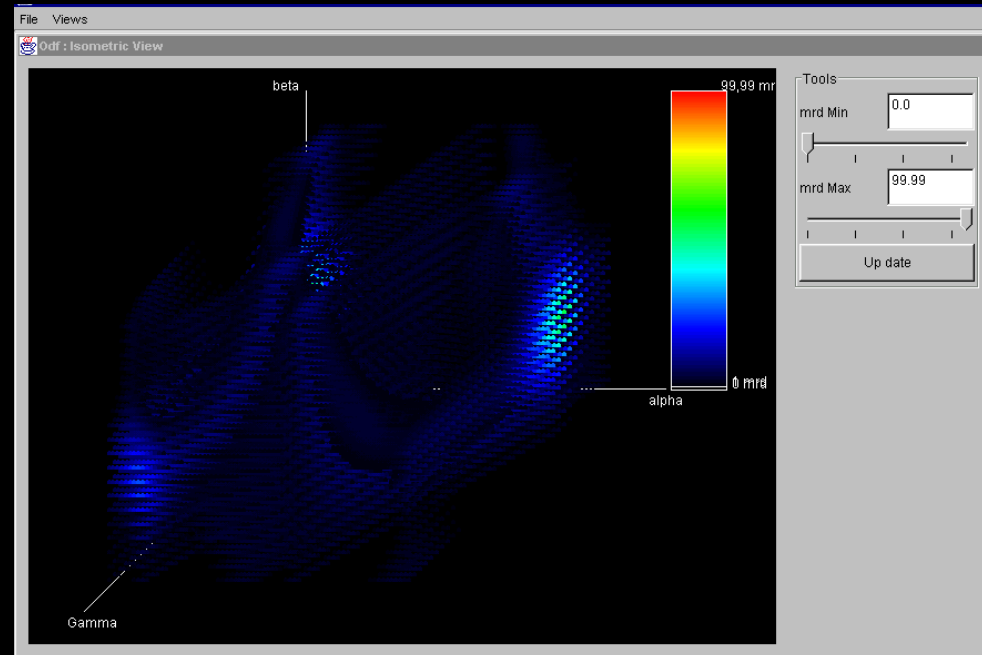 File Views
Odf : Isometric View
beta
99,99 mr
Tools
mrd Min
0.0
mrd Max
99.99
Up date
mrd
alpha
Gamma